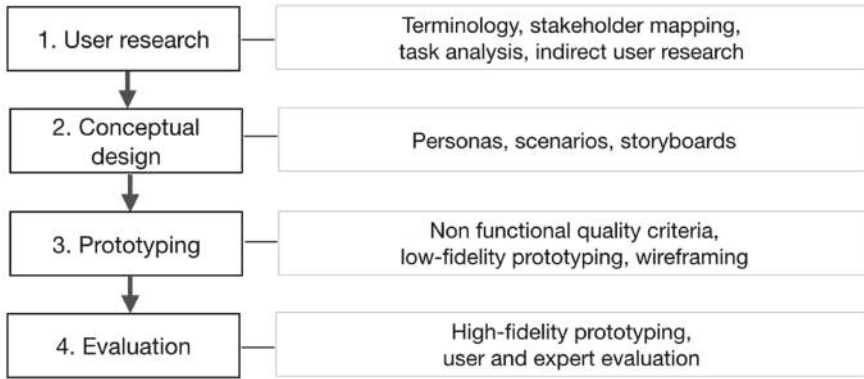 1. User research
Terminology, stakeholder mapping,
task analysis, indirect user research
2. Conceptual
design
Personas, scenarios, storyboards
3. Prototyping
Non functional quality criteria,
low-fidelity prototyping, wireframing
4. Evaluation
High-fidelity prototyping,
user and expert evaluation